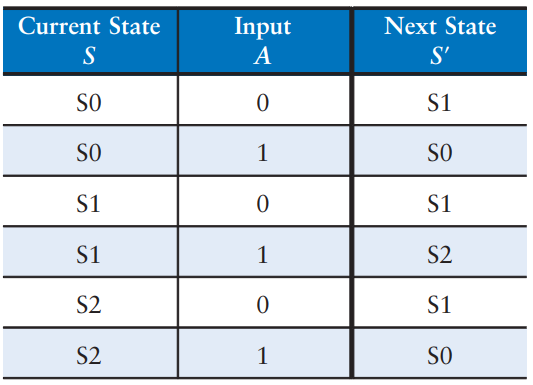 Current State Input Next State
S A S′
S0 0 S1
S0 1 S0
S1 0 S1
S1 1 S2
S2 0 S1
S2 1 S0